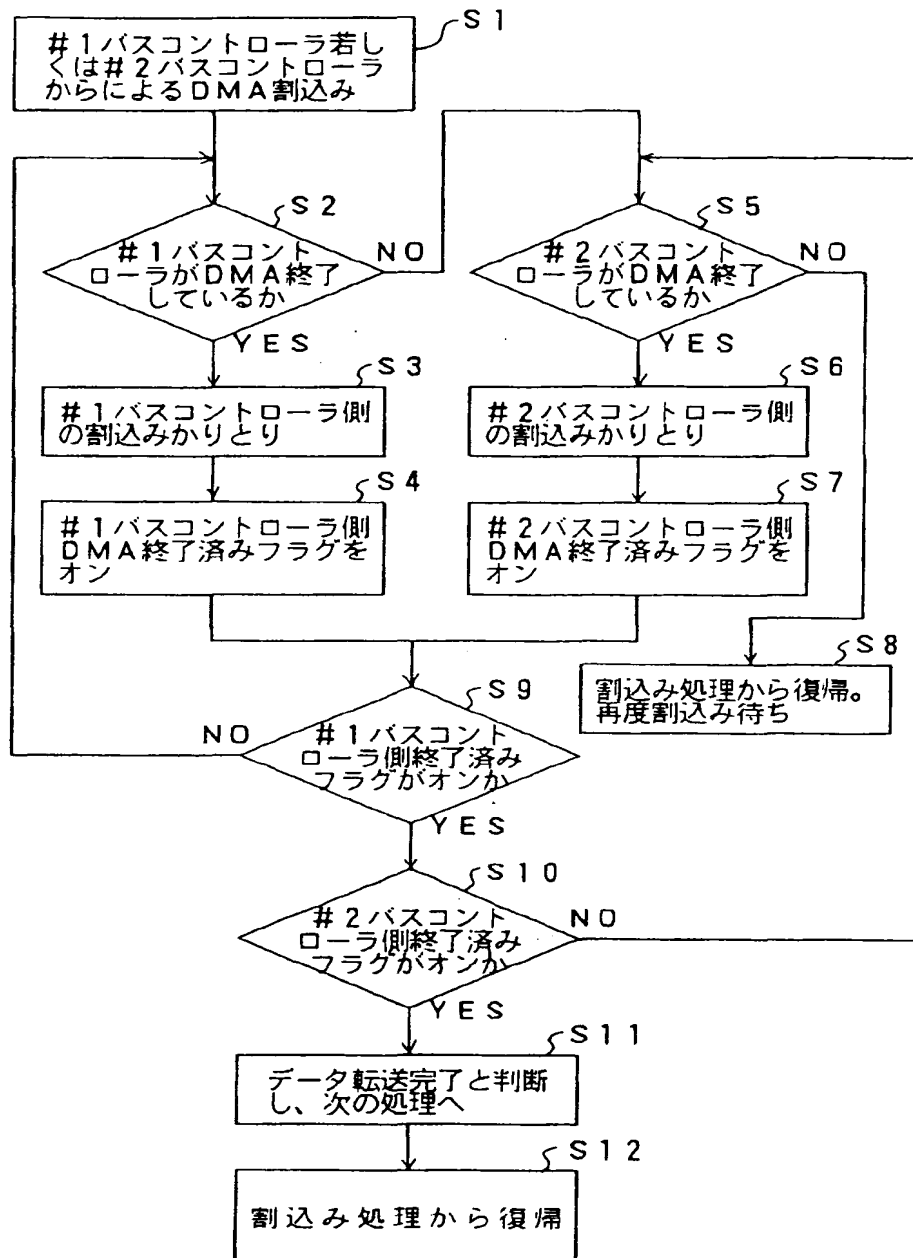 S1
#1バスコントローラ若し
くは#2バスコントローラ
からによるDMA割込み
S2
#1バスコント
ローラがDMA終了
しているか
NO
YES
S3
#1バスコントローラ側
の割込みかりとり
S4
#1バスコントローラ側
DMA終了済みフラグを
オン
S5
#2バスコント
ローラがDMA終了
しているか
NO
YES
S6
#2バスコントローラ側
の割込みかりとり
S7
#2バスコントローラ側
DMA終了済みフラグを
オン
S8
割込み処理から復帰。
再度割込み待ち
S9
#1バスコント
ローラ側終了済み
フラグがオンか
NO
YES
S10
#2バスコント
ローラ側終了済み
フラグがオンか
NO
YES
S11
データ転送完了と判断
し、次の処理へ
S12
割込み処理から復帰